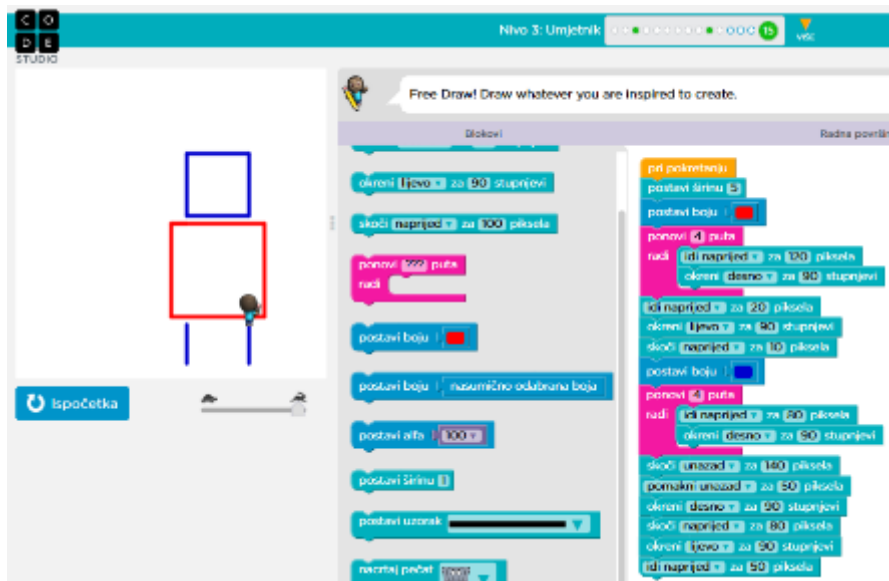 C O
D E
STUDIO
Nivo 3: Umjetnik
15
VIŠE
Free Draw! Draw whatever you are inspired to create.
Ispočetka
Blokovi
okreni lijevo za 90 stupnjevi
skoči naprijed za 100 piksela
ponovi ??? puta
radi
postavi boju
postavi boju nasumično odabrana boja
postavi alfa 100
postavi širinu 1
postavi uzorak
nacrtaj pečat
Radna površin
pri pokretanju
postavi širinu 5
postavi boju
ponovi 4 puta
radi idi naprijed za 120 piksela
okreni desno za 90 stupnjevi
idi naprijed za 20 piksela
okreni lijevo za 90 stupnjevi
skoči naprijed za 10 piksela
postavi boju
ponovi 4 puta
radi idi naprijed za 80 piksela
okreni desno za 90 stupnjevi
skoči unazad za 140 piksela
pomakni unazad za 50 piksela
okreni desno za 90 stupnjevi
skoči naprijed za 80 piksela
okreni lijevo za 90 stupnjevi
idi naprijed za 50 piksela